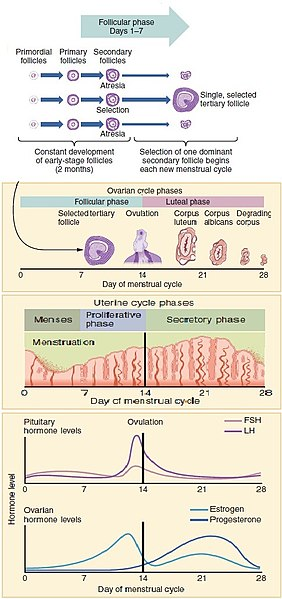 Follicular phase
Days 1–7
Primordial
follicles
Primary
follicles
Secondary
follicles
Atresia
Selection
Atresia
Single, selected
tertiary follicle
Constant development
of early-stage follicles
(2 months)
Selection of one dominant
secondary follicle begins
each new menstrual cycle
Ovarian cycle phases
Follicular phase
Luteal phase
Selected tertiary
follicle
Ovulation
Corpus
luteum
Corpus
albicans
Degrading
corpus
0 7 14 21 28
Day of menstrual cycle
Uterine cycle phases
Menses
Proliferative
phase
Secretory phase
Menstruation
0 7 14 21 28
Day of menstrual cycle
Pituitary
hormone levels
Ovulation
FSH
LH
0 7 14 21 28
Hormone level
Ovarian
hormone levels
Estrogen
Progesterone
0 7 14 21 28
Day of menstrual cycle